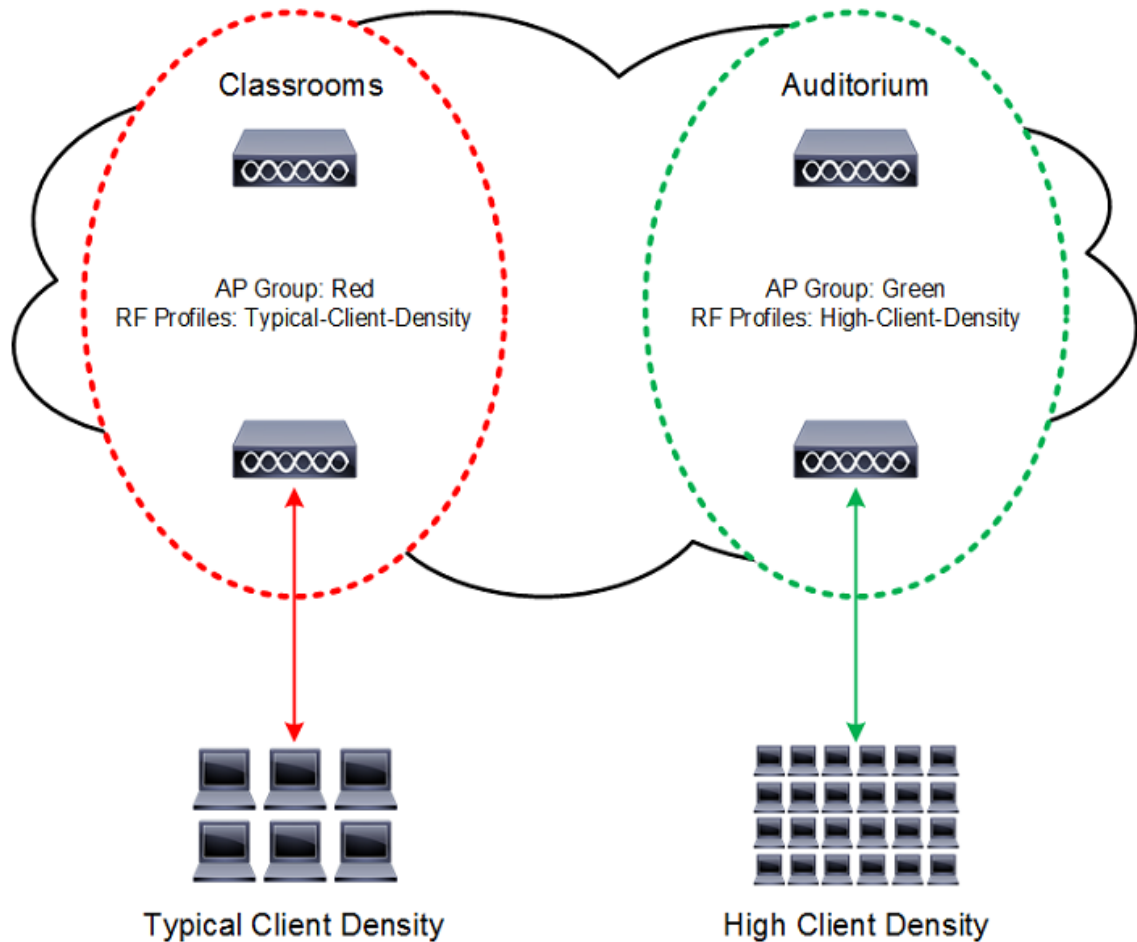 Classrooms
Auditorium
AP Group: Red
RF Profiles: Typical-Client-Density
AP Group: Green
RF Profiles: High-Client-Density
Typical Client Density
High Client Density